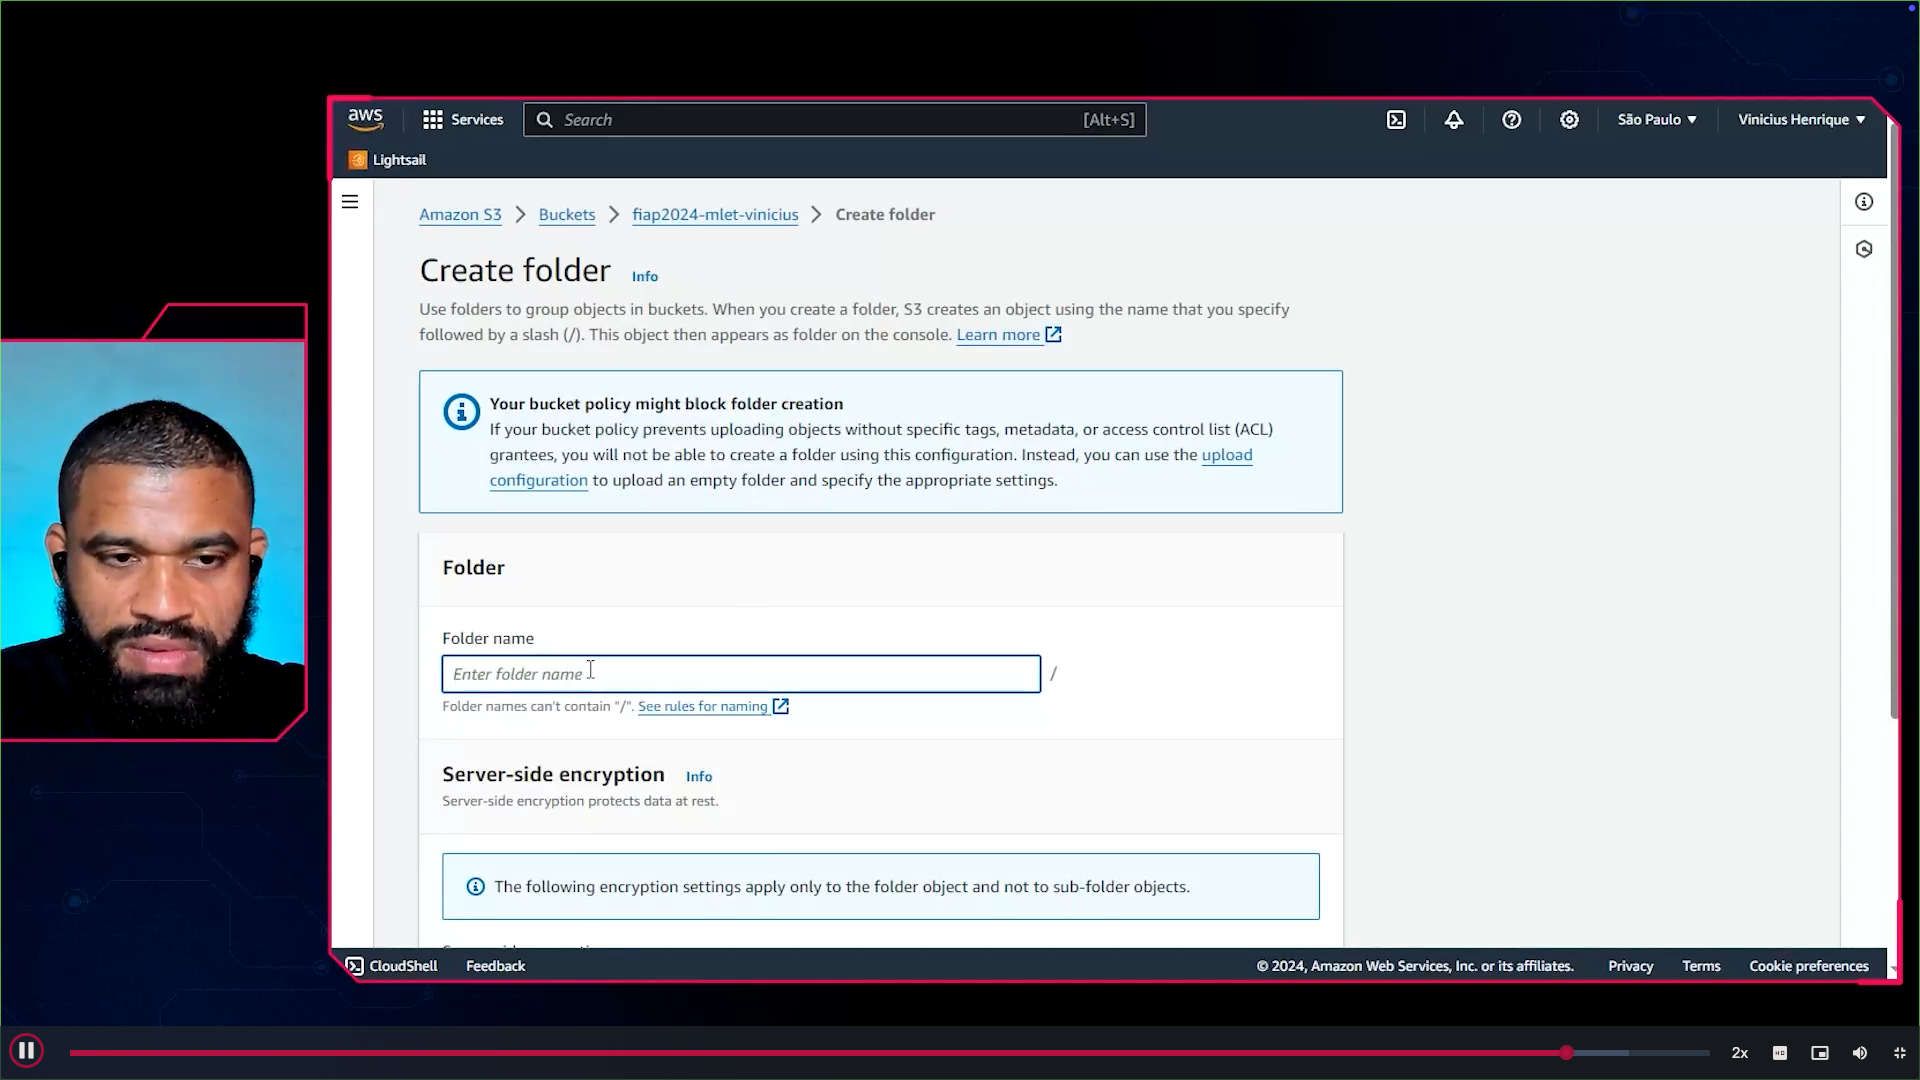 aws
Services
Search
[Alt+S]
São Paulo
Vinicius Henrique
Lightsail
Amazon S3
Buckets
fiap2024-mlet-vinicius
Create folder
Create folder
Info
Use folders to group objects in buckets. When you create a folder, S3 creates an object using the name that you specify
followed by a slash (/). This object then appears as folder on the console. Learn more
Your bucket policy might block folder creation
If your bucket policy prevents uploading objects without specific tags, metadata, or access control list (ACL)
grantees, you will not be able to create a folder using this configuration. Instead, you can use the upload
configuration to upload an empty folder and specify the appropriate settings.
Folder
Folder name
Enter folder name
/
Folder names can't contain "/". See rules for naming
Server-side encryption
Info
Server-side encryption protects data at rest.
The following encryption settings apply only to the folder object and not to sub-folder objects.
CloudShell
Feedback
© 2024, Amazon Web Services, Inc. or its affiliates.
Privacy
Terms
Cookie preferences
2x
HD